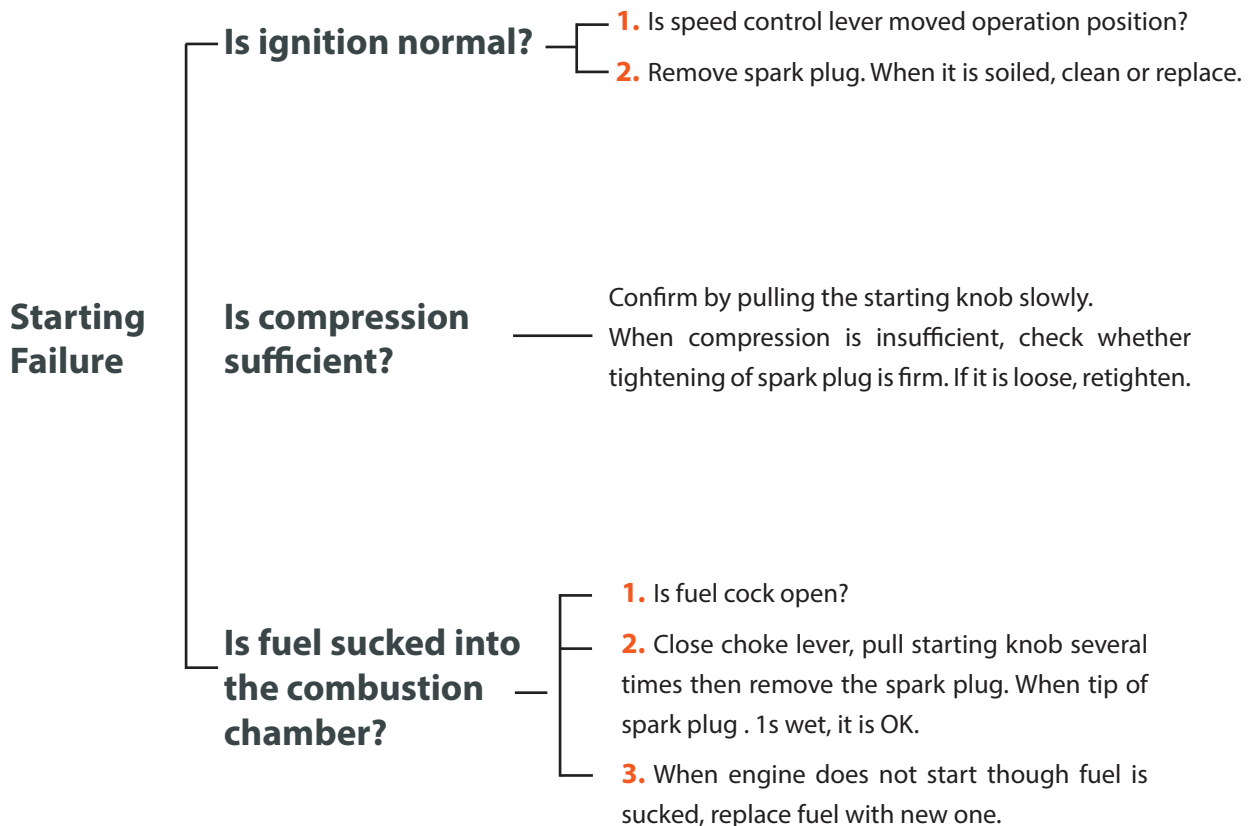 Starting
Failure
Is ignition normal?
1. Is speed control lever moved operation position?
2. Remove spark plug. When it is soiled, clean or replace.
Is compression
sufficient?
Confirm by pulling the starting knob slowly.
When compression is insufficient, check whether
tightening of spark plug is firm. If it is loose, retighten.
Is fuel sucked into
the combustion
chamber?
1. Is fuel cock open?
2. Close choke lever, pull starting knob several
times then remove the spark plug. When tip of
spark plug . 1s wet, it is OK.
3. When engine does not start though fuel is
sucked, replace fuel with new one.